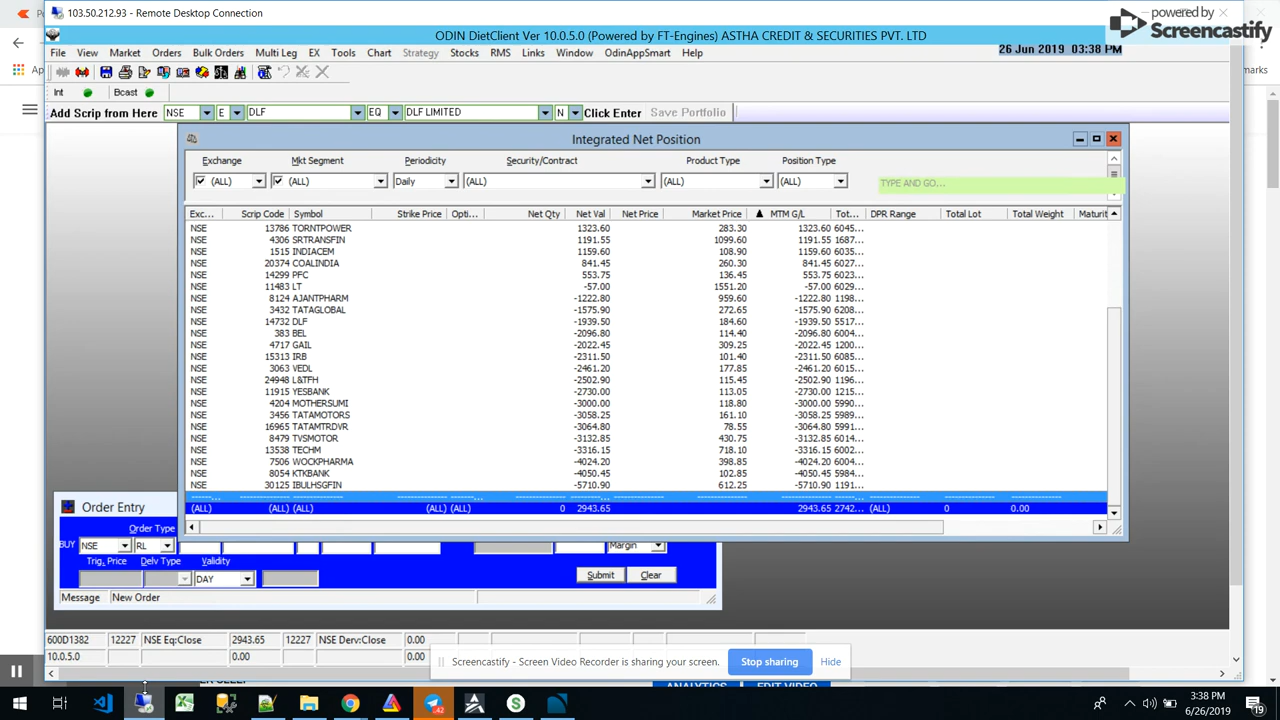 103.50.212.93 - Remote Desktop Connection
powered by
Screencastify
ODIN DietClient Ver 10.0.5.0 (Powered by FT-Engines) ASTHA CREDIT & SECURITIES PVT. LTD
File View Market Orders Bulk Orders Multi Leg EX Tools Chart Strategy Stocks RMS Links Window OdinAppSmart Help
26 Jun 2019 03:38 PM
Int Bcast
Add Scrip from Here NSE E DLF EQ DLF LIMITED N Click Enter Save Portfolio
Integrated Net Position
Exchange Mkt Segment Periodicity Security/Contract Product Type Position Type
(ALL) (ALL) Daily (ALL) (ALL) (ALL) TYPE AND GO...
Exc... Scrip Code Symbol Strike Price Opti... Net Qty Net Val Net Price Market Price MTM G/L Tot... DPR Range Total Lot Total Weight Maturit
NSE 13786 TORNTPOWER 1323.60 283.30 1323.60 6045...
NSE 4306 SRTRANSFIN 1191.55 1099.60 1191.55 1687...
NSE 1515 INDIACEM 1159.60 108.90 1159.60 6035...
NSE 20374 COALINDIA 841.45 260.30 841.45 6027...
NSE 14299 PFC 553.75 136.45 553.75 6023...
NSE 11483 LT -57.00 1551.20 -57.00 6029...
NSE 8124 AJANTPHARM -1222.80 959.60 -1222.80 1198...
NSE 3432 TATAGLOBAL -1575.90 272.65 -1575.90 6208...
NSE 14732 DLF -1939.50 184.60 -1939.50 5517...
NSE 383 BEL -2096.80 114.40 -2096.80 6004...
NSE 4717 GAIL -2022.45 309.25 -2022.45 1200...
NSE 15313 IRB -2311.50 101.40 -2311.50 6085...
NSE 3063 VEDL -2461.20 177.85 -2461.20 6015...
NSE 24948 L&TFH -2502.90 115.45 -2502.90 1196...
NSE 11915 YESBANK -2730.00 113.05 -2730.00 1215...
NSE 4204 MOTHERSUMI -3000.00 118.80 -3000.00 5990...
NSE 3456 TATAMOTORS -3058.25 161.10 -3058.25 5989...
NSE 16965 TATAMTRDVR -3064.80 78.55 -3064.80 5991...
NSE 8479 TVSMOTOR -3132.85 430.75 -3132.85 6014...
NSE 13538 TECHM -3316.15 718.10 -3316.15 6002...
NSE 7506 WOCKPHARMA -4024.20 398.85 -4024.20 6004...
NSE 8054 KTKBANK -4050.45 102.85 -4050.45 5984...
NSE 30125 IBULHSGFIN -5710.90 612.25 -5710.90 1191...
(ALL) (ALL) (ALL) (ALL) (ALL) 0 2943.65 2943.65 2742... (ALL) 0 0.00
Order Entry
Order Type
BUY NSE RL Margin
Trig. Price Delv Type Validity
DAY Submit Clear
Message New Order
600D1382 12227 NSE Eq:Close 2943.65 12227 NSE Derv:Close 0.00
10.0.5.0 0.00 0.00
Screencastify - Screen Video Recorder is sharing your screen. Stop sharing Hide
ANALYTICS EDIT VIDEO
42
3:38 PM
6/26/2019
19